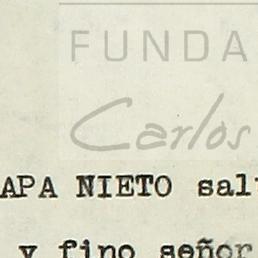 FUNDA
Carlos
APA NIETO sal
y fino señor